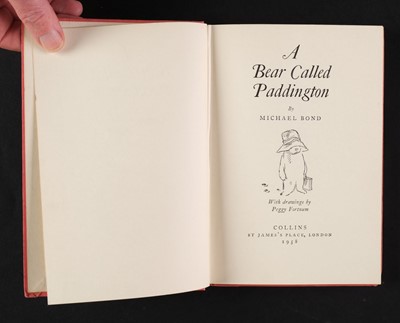 A
Bear Called
Paddington
By
MICHAEL BOND
With drawings by
Peggy Fortnum
COLLINS
ST JAMES'S PLACE, LONDON
1958